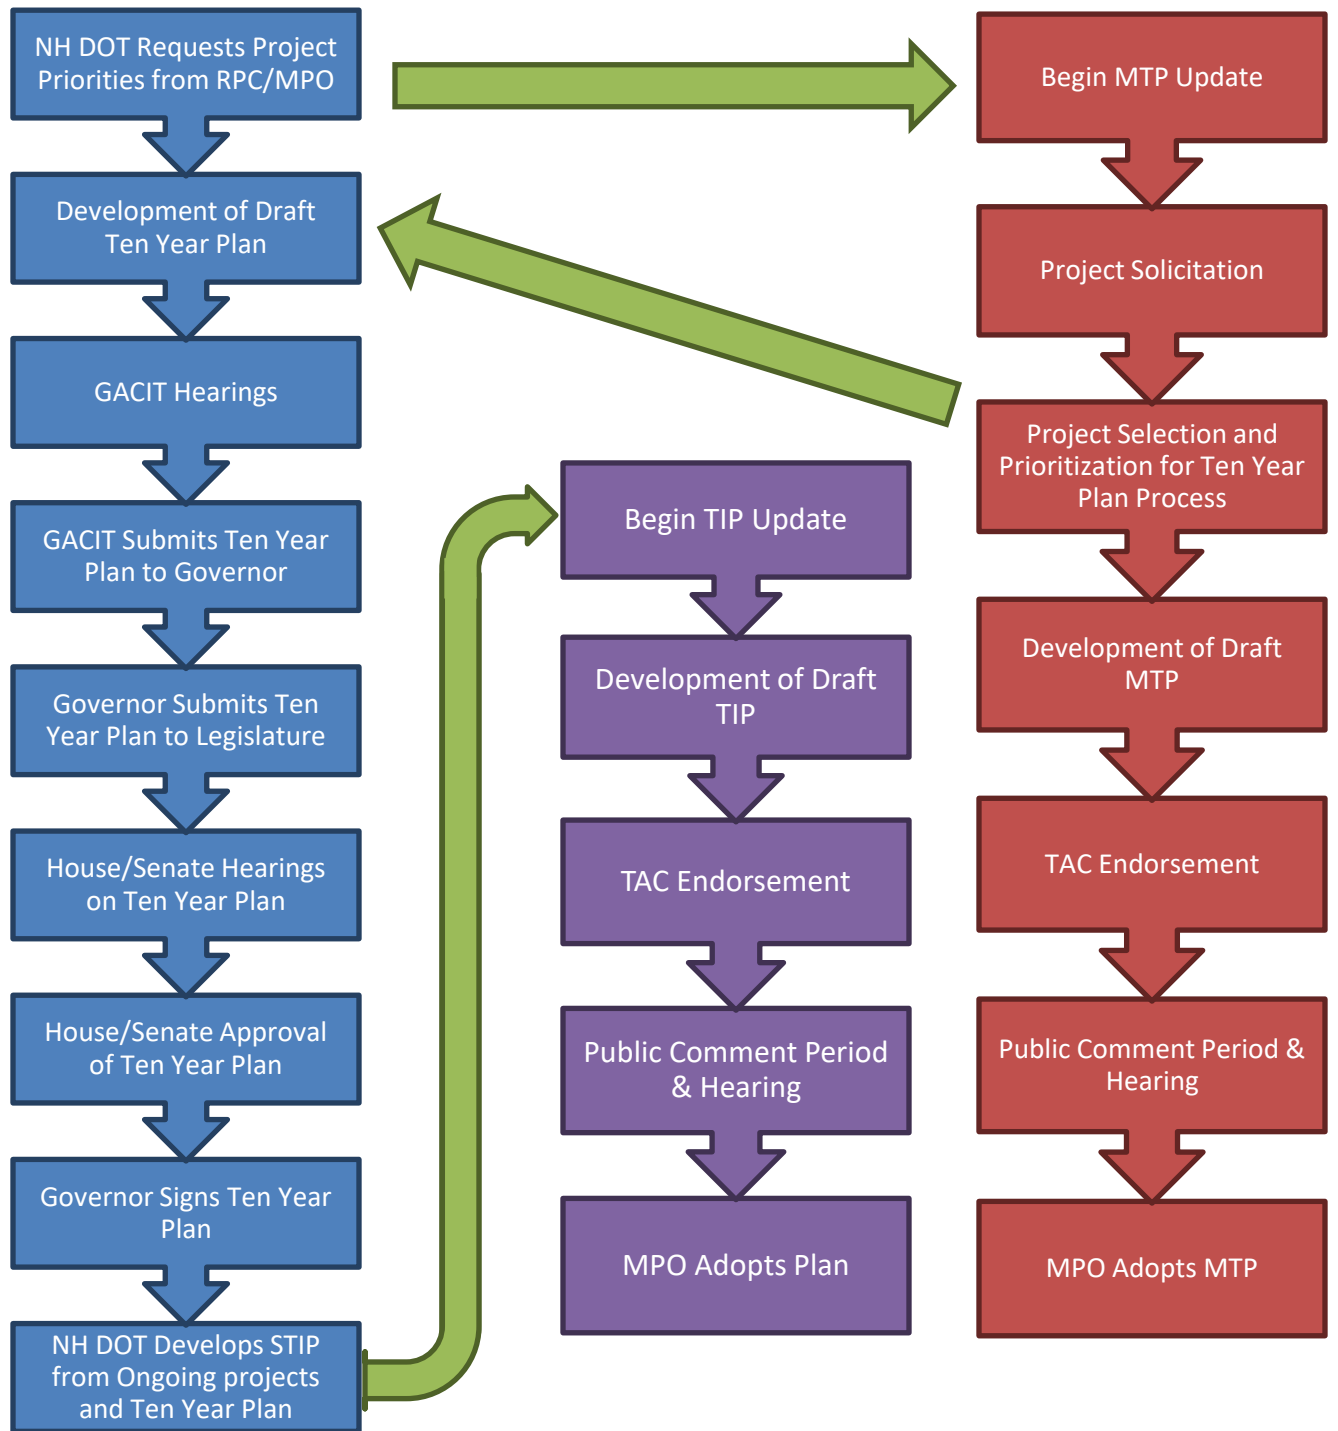 NH DOT Requests Project
Priorities from RPC/MPO
Development of Draft
Ten Year Plan
GACIT Hearings
GACIT Submits Ten Year
Plan to Governor
Governor Submits Ten
Year Plan to Legislature
House/Senate Hearings
on Ten Year Plan
House/Senate Approval
of Ten Year Plan
Governor Signs Ten Year
Plan
NH DOT Develops STIP
from Ongoing projects
and Ten Year Plan
Begin TIP Update
Development of Draft
TIP
TAC Endorsement
Public Comment Period
& Hearing
MPO Adopts Plan
Begin MTP Update
Project Solicitation
Project Selection and
Prioritization for Ten Year
Plan Process
Development of Draft
MTP
TAC Endorsement
Public Comment Period &
Hearing
MPO Adopts MTP